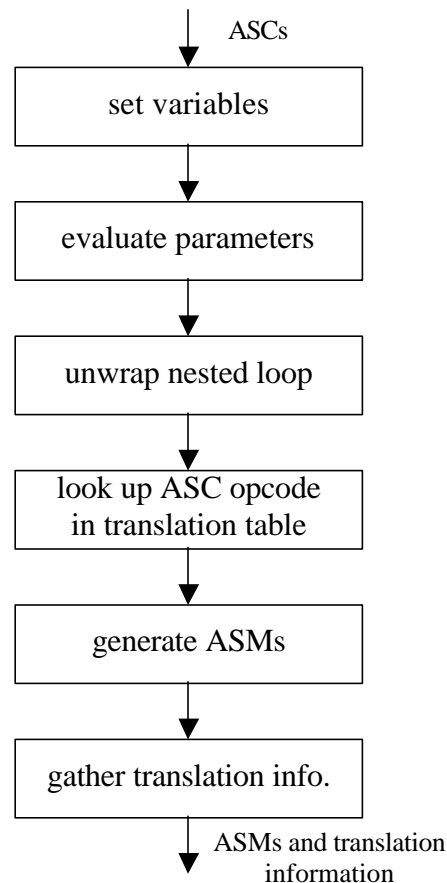 ASCs
set variables
evaluate parameters
unwrap nested loop
look up ASC opcode
in translation table
generate ASMs
gather translation info.
ASMs and translation
information